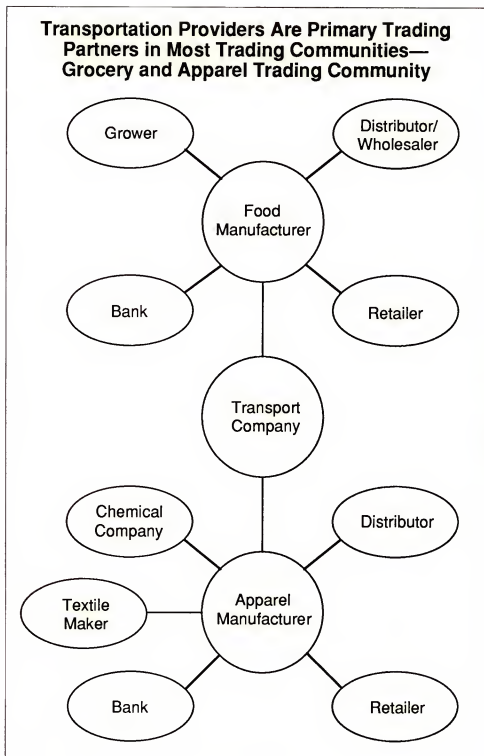 Transportation Providers Are Primary Trading
Partners in Most Trading Communities—
Grocery and Apparel Trading Community
Grower
Distributor/
Wholesaler
Food
Manufacturer
Bank
Retailer
Transport
Company
Chemical
Company
Distributor
Textile
Maker
Apparel
Manufacturer
Bank
Retailer